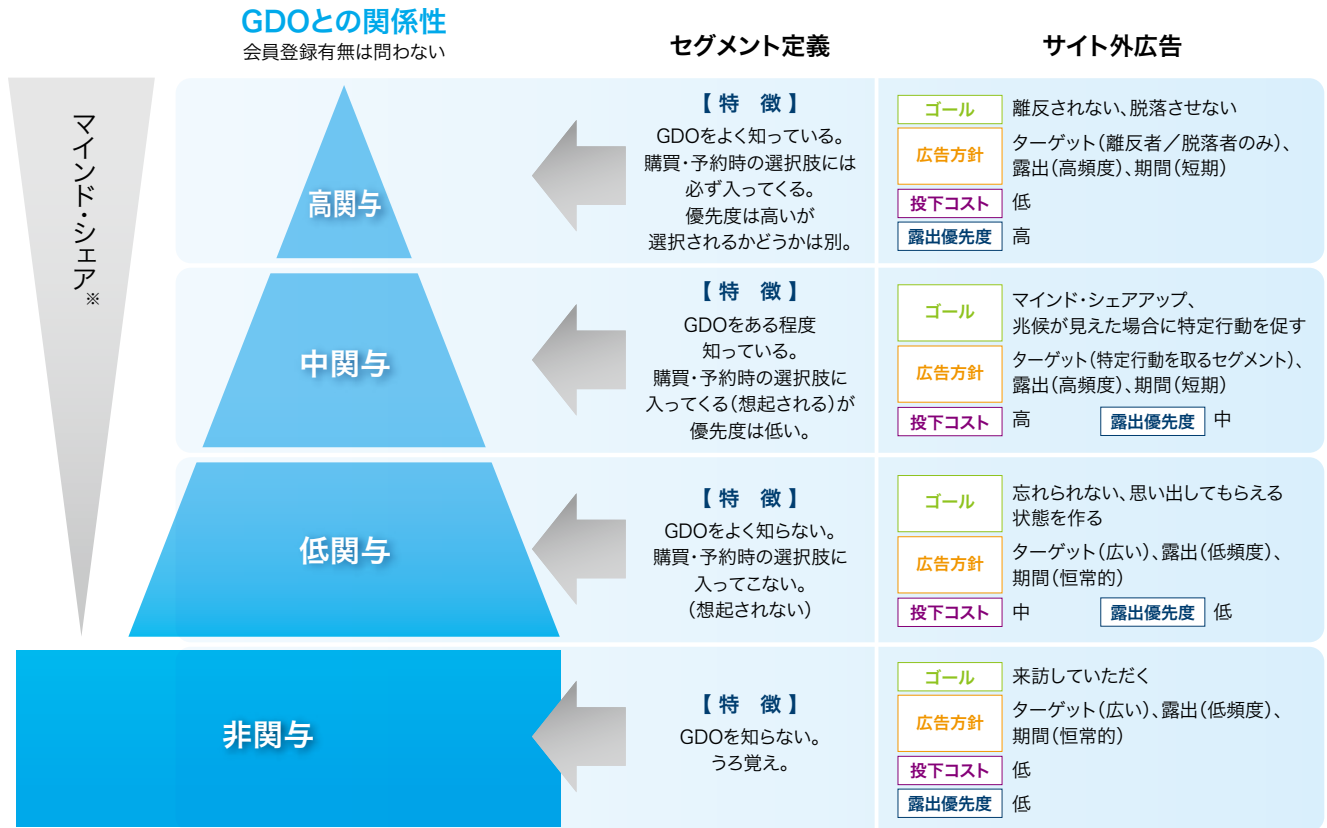 GDOとの関係性
会員登録有無は問わない
セグメント定義
サイト外広告
マインド・シェア※
高関与
【 特　徴 】
GDOをよく知っている。
購買・予約時の選択肢には
必ず入ってくる。
優先度は高いが
選択されるかどうかは別。
ゴール 離反されない、脱落させない
広告方針 ターゲット（離反者／脱落者のみ）、
露出（高頻度）、期間（短期）
投下コスト 低
露出優先度 高
中関与
【 特　徴 】
GDOをある程度
知っている。
購買・予約時の選択肢に
入ってくる（想起される）が
優先度は低い。
ゴール マインド・シェアアップ、
兆候が見えた場合に特定行動を促す
広告方針 ターゲット（特定行動を取るセグメント）、
露出（高頻度）、期間（短期）
投下コスト 高 露出優先度 中
低関与
【 特　徴 】
GDOをよく知らない。
購買・予約時の選択肢に
入ってこない。
（想起されない）
ゴール 忘れられない、思い出してもらえる
状態を作る
広告方針 ターゲット（広い）、露出（低頻度）、
期間（恒常的）
投下コスト 中 露出優先度 低
非関与
【 特　徴 】
GDOを知らない。
うろ覚え。
ゴール 来訪していただく
広告方針 ターゲット（広い）、露出（低頻度）、
期間（恒常的）
投下コスト 低
露出優先度 低